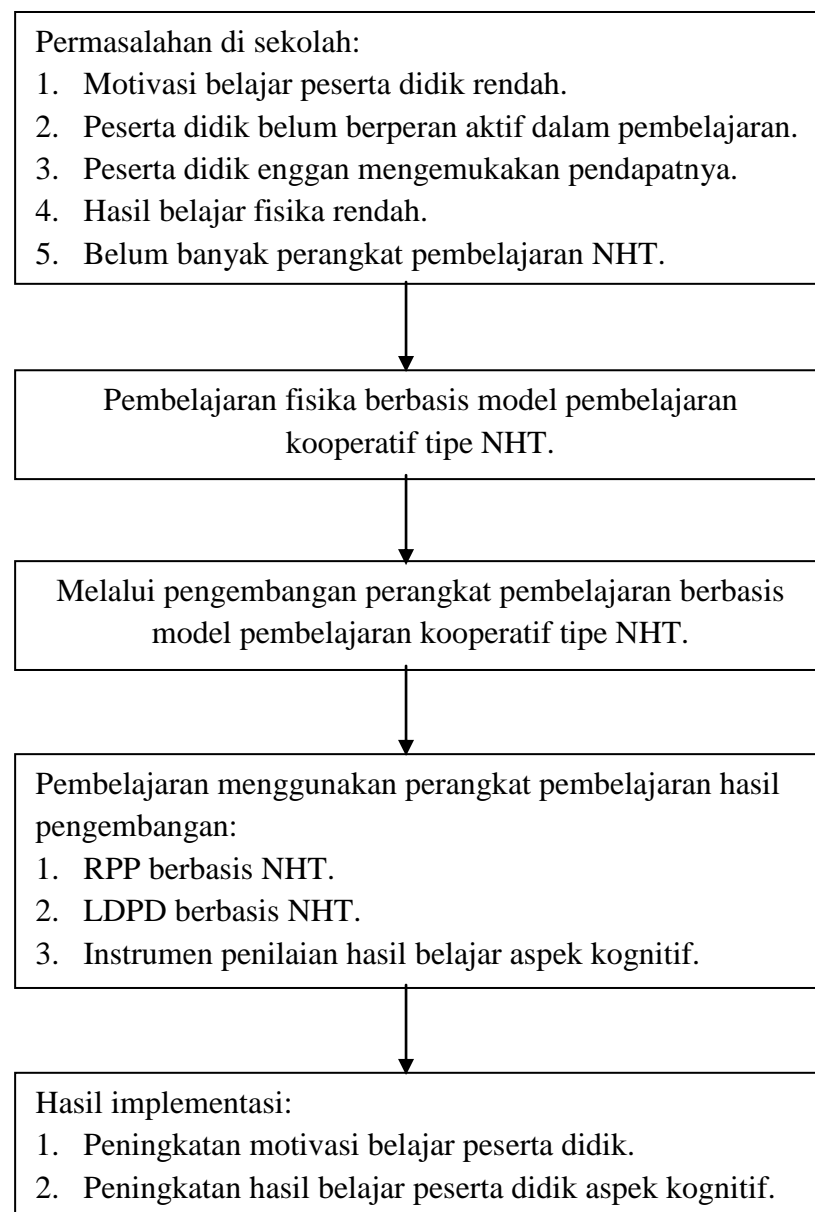 Permasalahan di sekolah:
1. Motivasi belajar peserta didik rendah.
2. Peserta didik belum berperan aktif dalam pembelajaran.
3. Peserta didik enggan mengemukakan pendapatnya.
4. Hasil belajar fisika rendah.
5. Belum banyak perangkat pembelajaran NHT.
Pembelajaran fisika berbasis model pembelajaran
kooperatif tipe NHT.
Melalui pengembangan perangkat pembelajaran berbasis
model pembelajaran kooperatif tipe NHT.
Pembelajaran menggunakan perangkat pembelajaran hasil
pengembangan:
1. RPP berbasis NHT.
2. LDPD berbasis NHT.
3. Instrumen penilaian hasil belajar aspek kognitif.
Hasil implementasi:
1. Peningkatan motivasi belajar peserta didik.
2. Peningkatan hasil belajar peserta didik aspek kognitif.